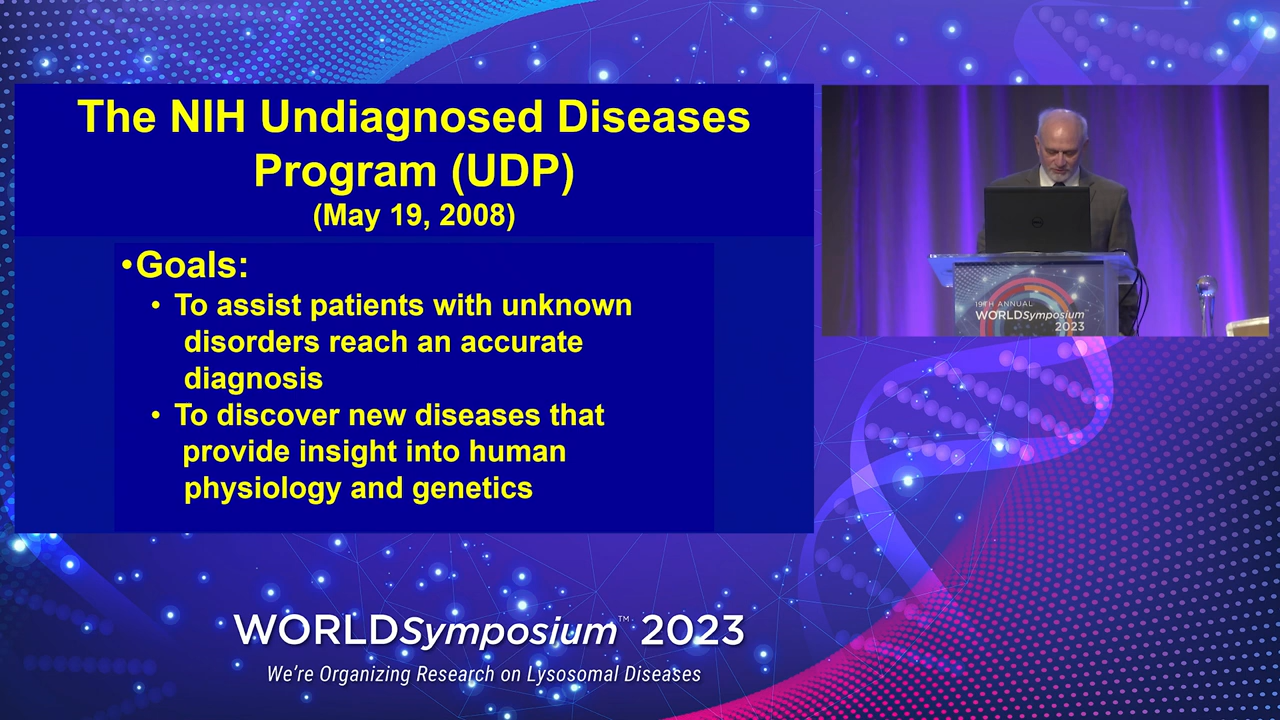 The NIH Undiagnosed Diseases
Program (UDP)
(May 19, 2008)
•Goals:
• To assist patients with unknown
disorders reach an accurate
diagnosis
• To discover new diseases that
provide insight into human
physiology and genetics
19TH ANNUAL
WORLDSymposium
2023
WORLDSymposium™ 2023
We're Organizing Research on Lysosomal Diseases